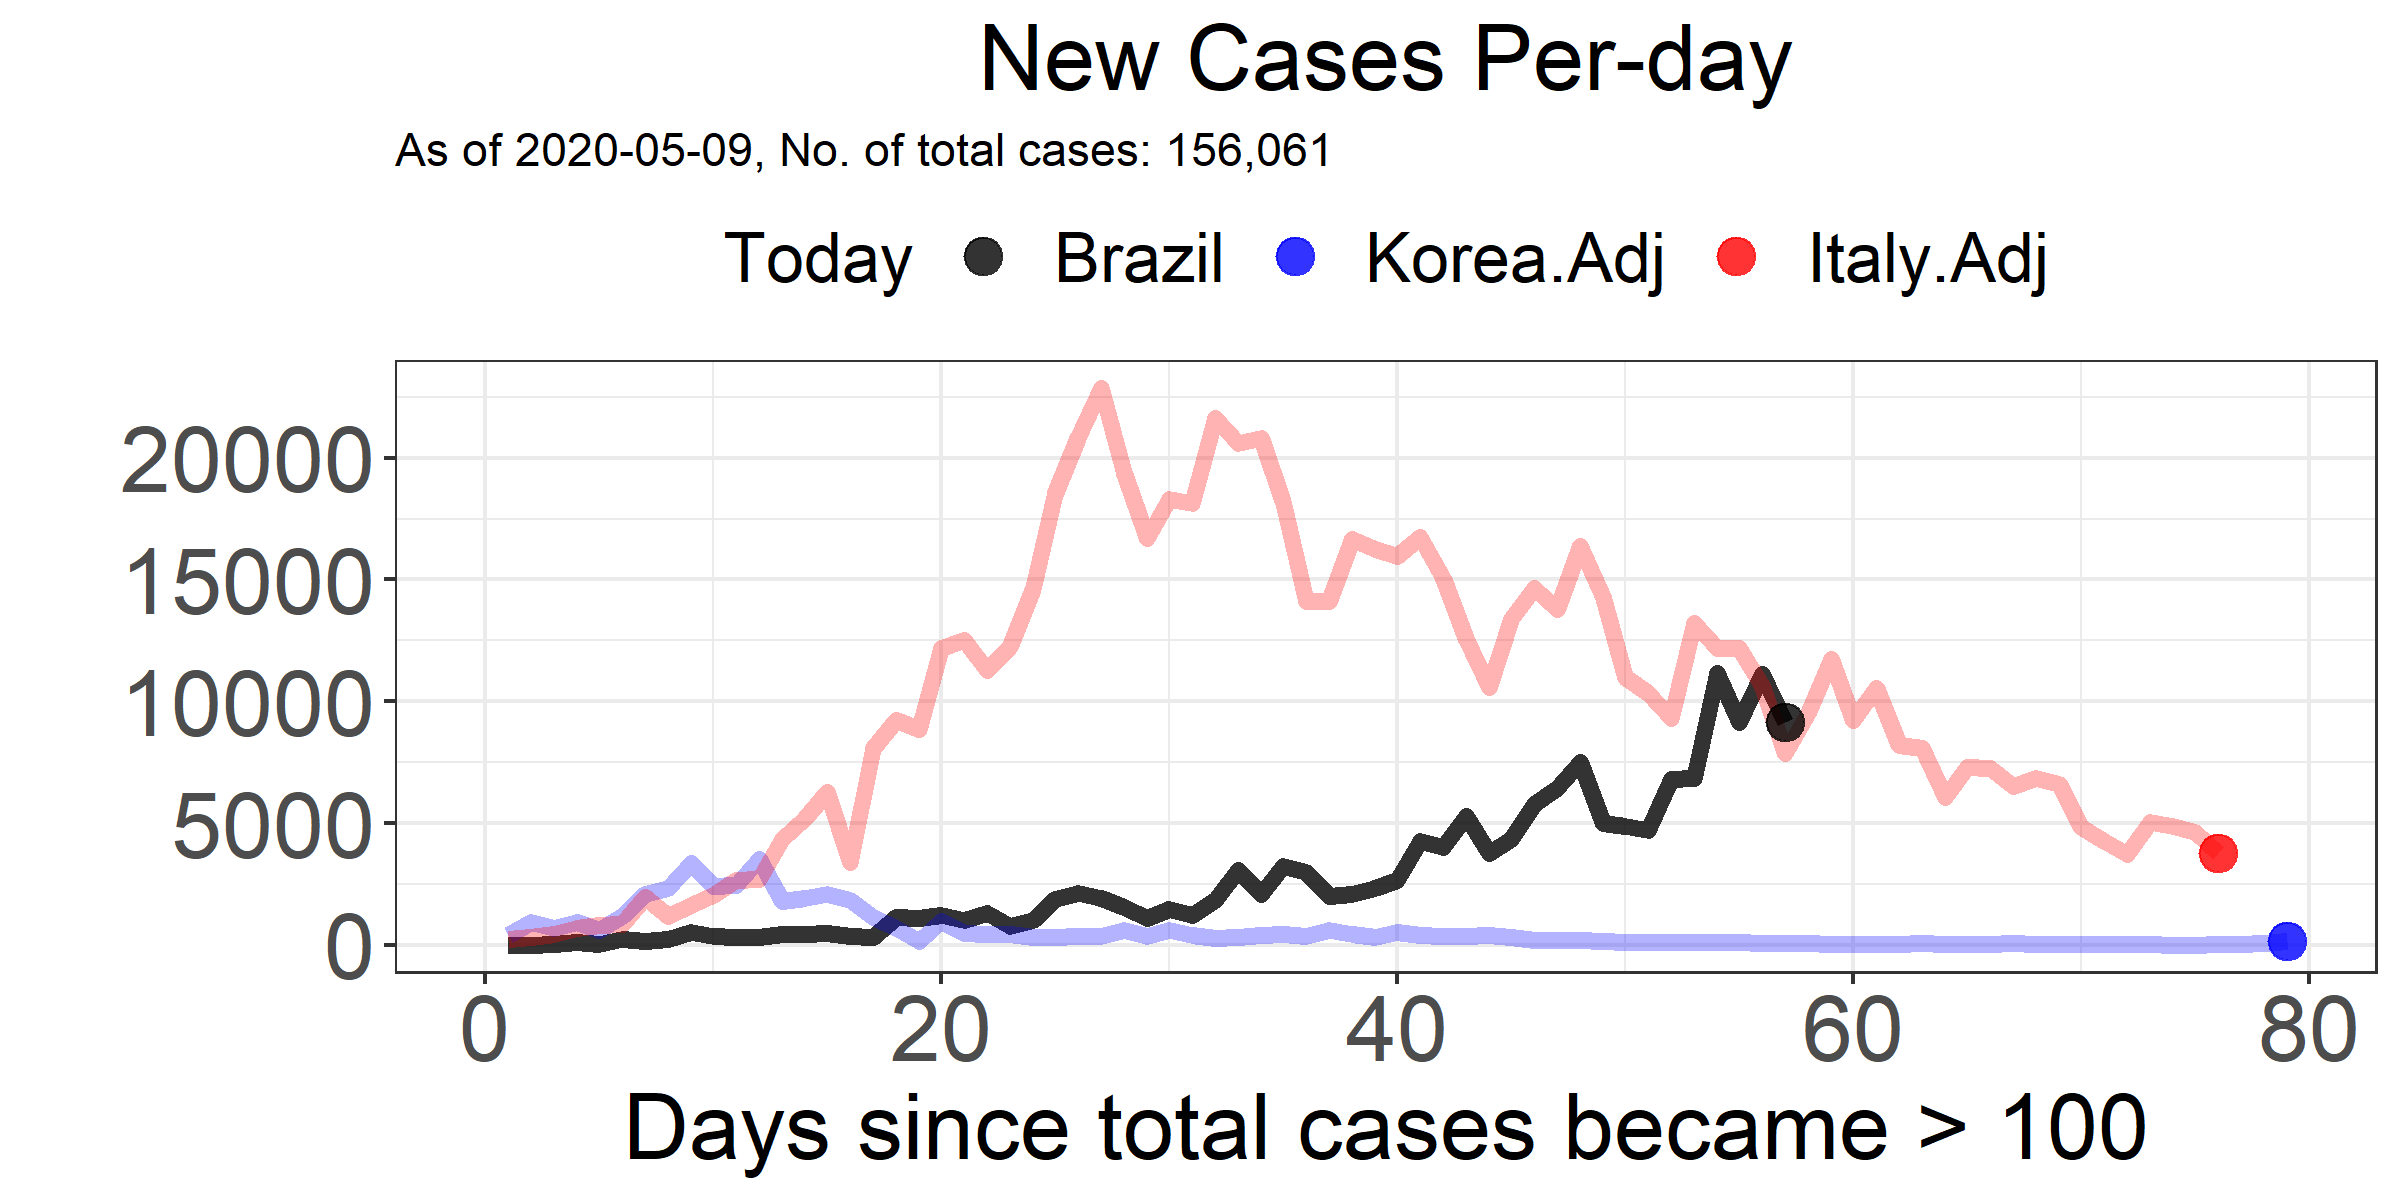 New Cases Per-day
As of 2020-05-09, No. of total cases: 156,061
Today Brazil Korea.Adj Italy.Adj
20000
15000
10000
5000
0
0 20 40 60 80
Days since total cases became > 100